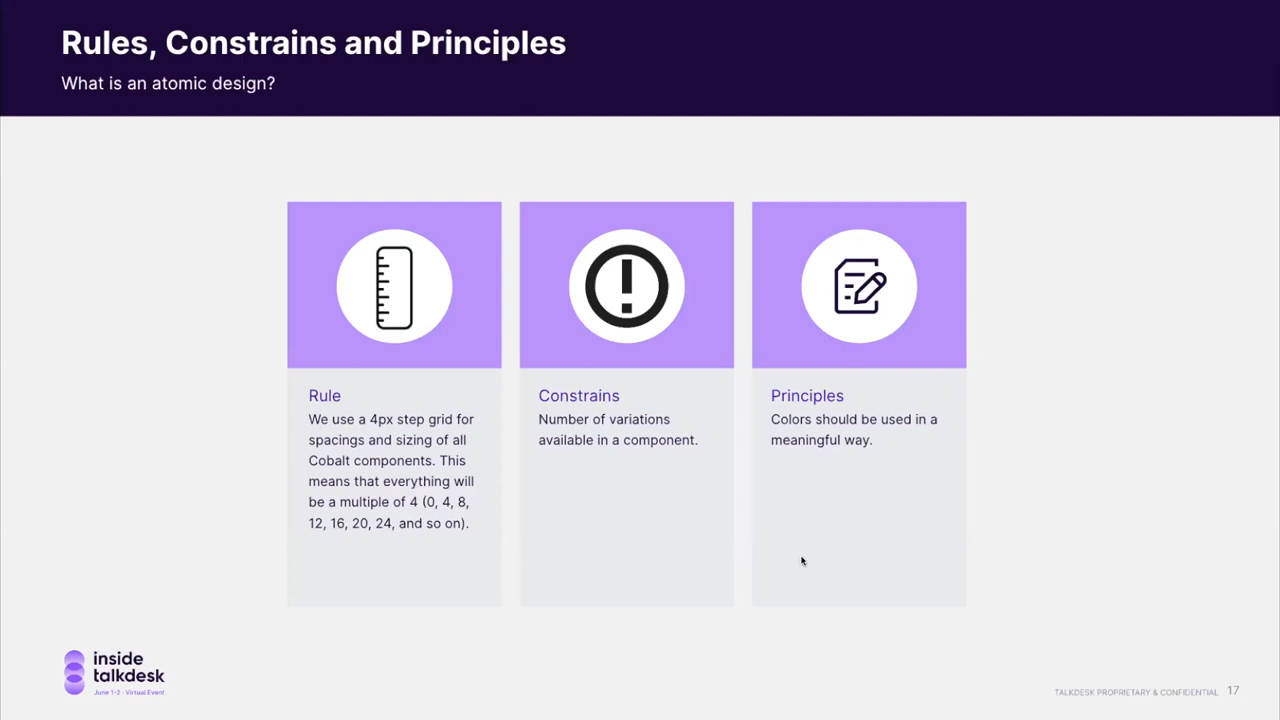 Rules, Constrains and Principles
What is an atomic design?
Rule
We use a 4px step grid for
spacings and sizing of all
Cobalt components. This
means that everything will
be a multiple of 4 (0, 4, 8,
12, 16, 20, 24, and so on).
Constrains
Number of variations
available in a component.
Principles
Colors should be used in a
meaningful way.
inside
talkdesk
June 1-2 · Virtual Event
TALKDESK PROPRIETARY & CONFIDENTIAL 17